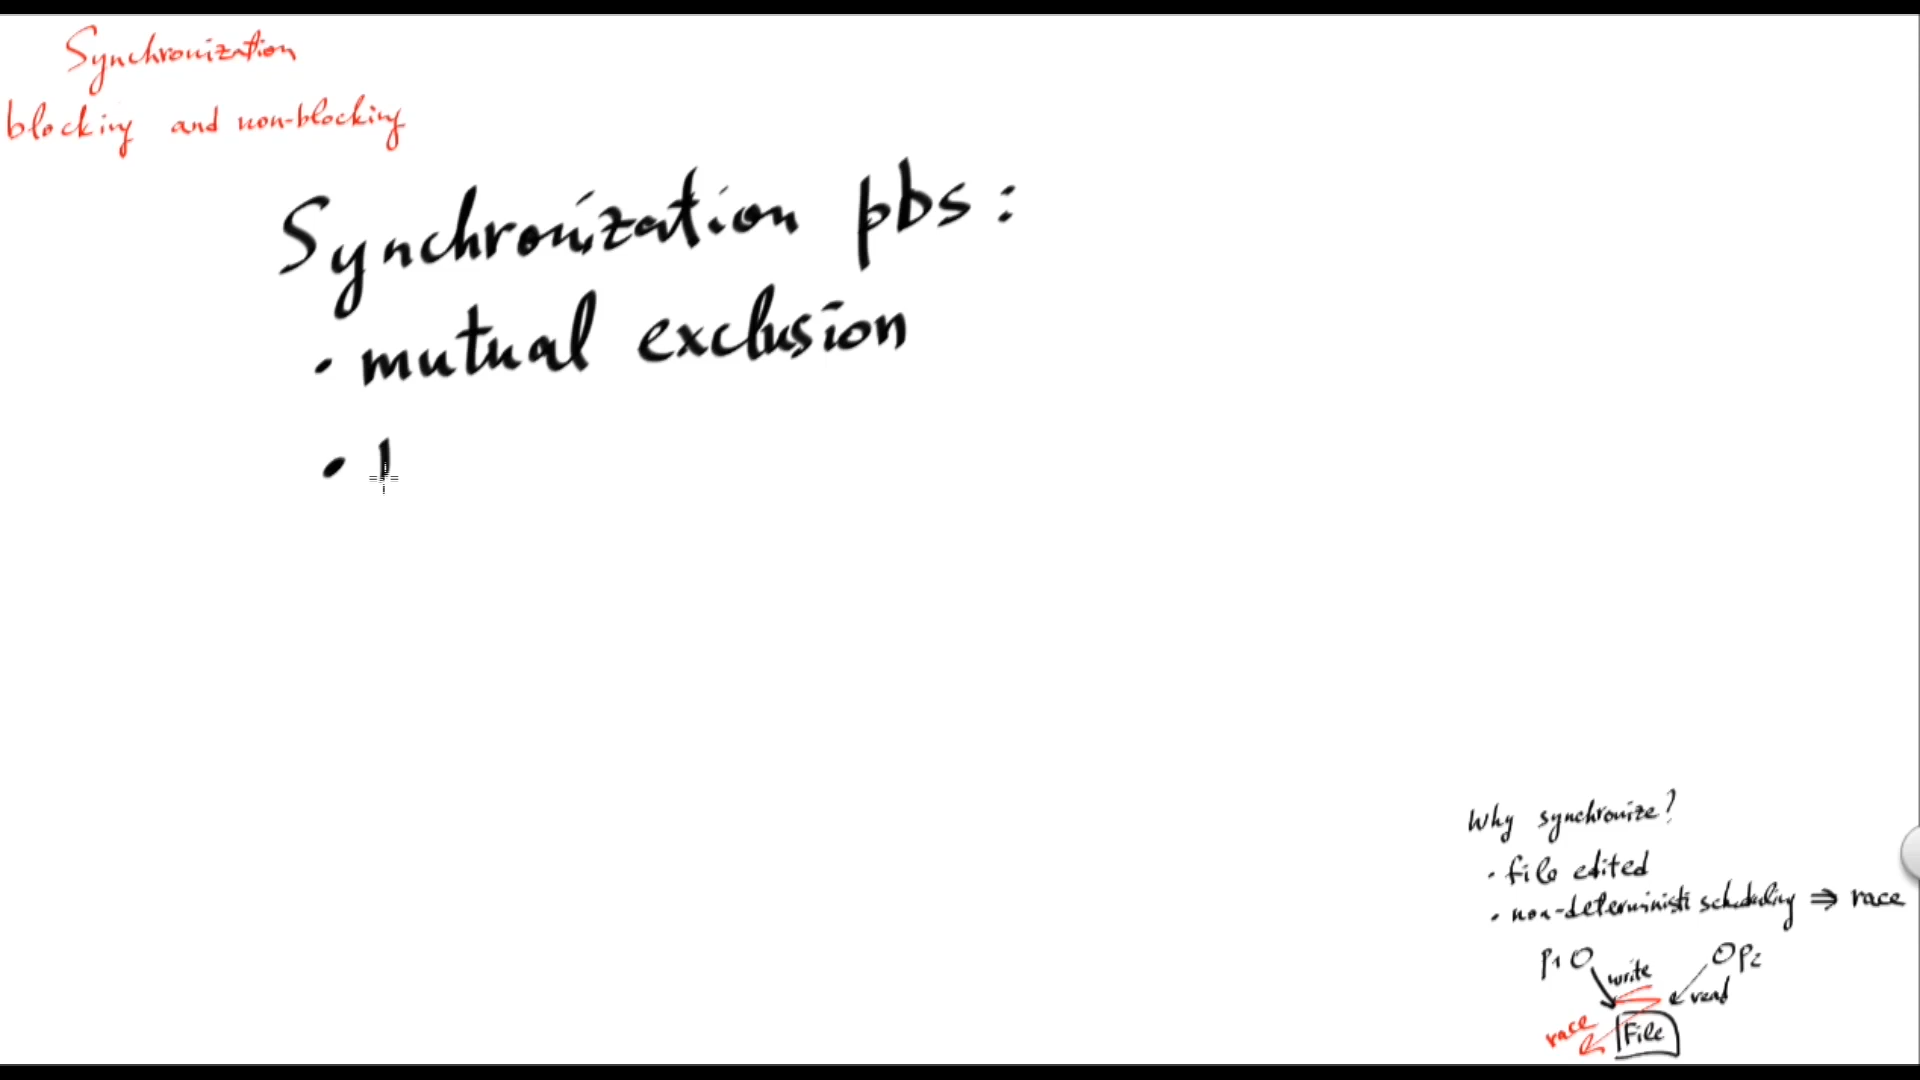 Synchronization
blocking and non-blocking
Synchronization pbs:
• mutual exclusion
•
Why synchronize?
• file edited
• non-deterministi scheduling ⇒ race
P1 P2
write
read
race
File